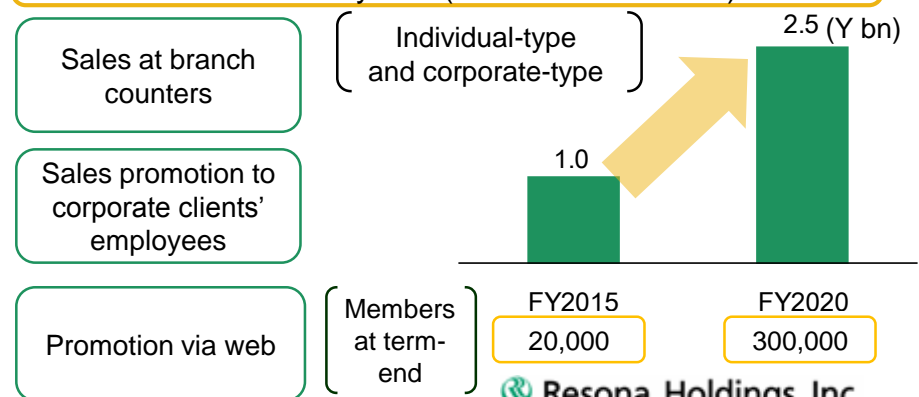 Sales at branch
counters
Individual-type
and corporate-type
2.5 (Y bn)
1.0
Sales promotion to
corporate clients'
employees
Promotion via web
Members
at term-
end
FY2015
FY2020
20,000
300,000
Resona Holdings, Inc